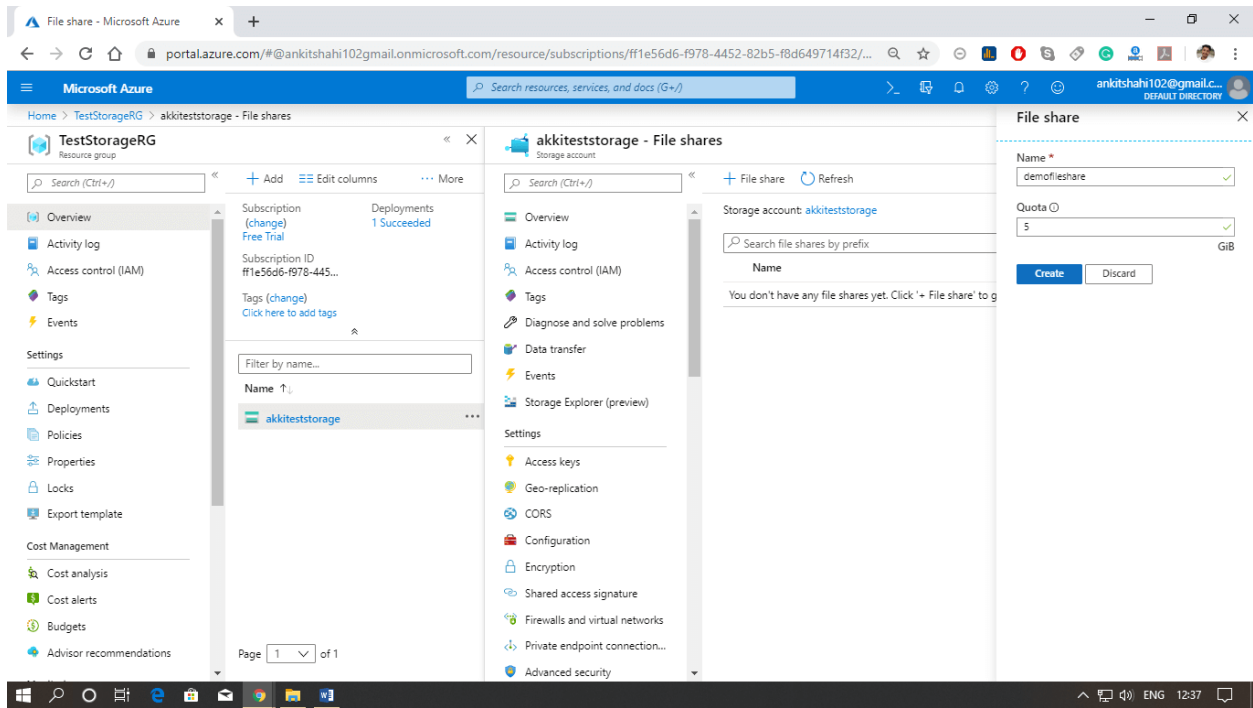 File share - Microsoft Azure
portal.azure.com/#@ankitshahi102gmail.onmicrosoft.com/resource/subscriptions/ff1e56d6-f978-4452-82b5-f8d649714f32/...
Microsoft Azure
Search resources, services, and docs (G+/)
ankitshahi102@gmail.c...
DEFAULT DIRECTORY
Home > TestStorageRG > akkiteststorage - File shares
TestStorageRG
Resource group
Search (Ctrl+/)
Overview
Activity log
Access control (IAM)
Tags
Events
Settings
Quickstart
Deployments
Policies
Properties
Locks
Export template
Cost Management
Cost analysis
Cost alerts
Budgets
Advisor recommendations
Add Edit columns ... More
Subscription
(change)
Free Trial
Deployments
1 Succeeded
Subscription ID
ff1e56d6-f978-445...
Tags (change)
Click here to add tags
Filter by name...
Name
akkiteststorage
Page 1 of 1
akkiteststorage - File shares
Storage account
Search (Ctrl+/)
Overview
Activity log
Access control (IAM)
Tags
Diagnose and solve problems
Data transfer
Events
Storage Explorer (preview)
Settings
Access keys
Geo-replication
CORS
Configuration
Encryption
Shared access signature
Firewalls and virtual networks
Private endpoint connection...
Advanced security
+ File share Refresh
Storage account: akkiteststorage
Search file shares by prefix
Name
You don't have any file shares yet. Click '+ File share' to g
File share
Name *
demofileshare
Quota
5
GiB
Create Discard
ENG 12:37